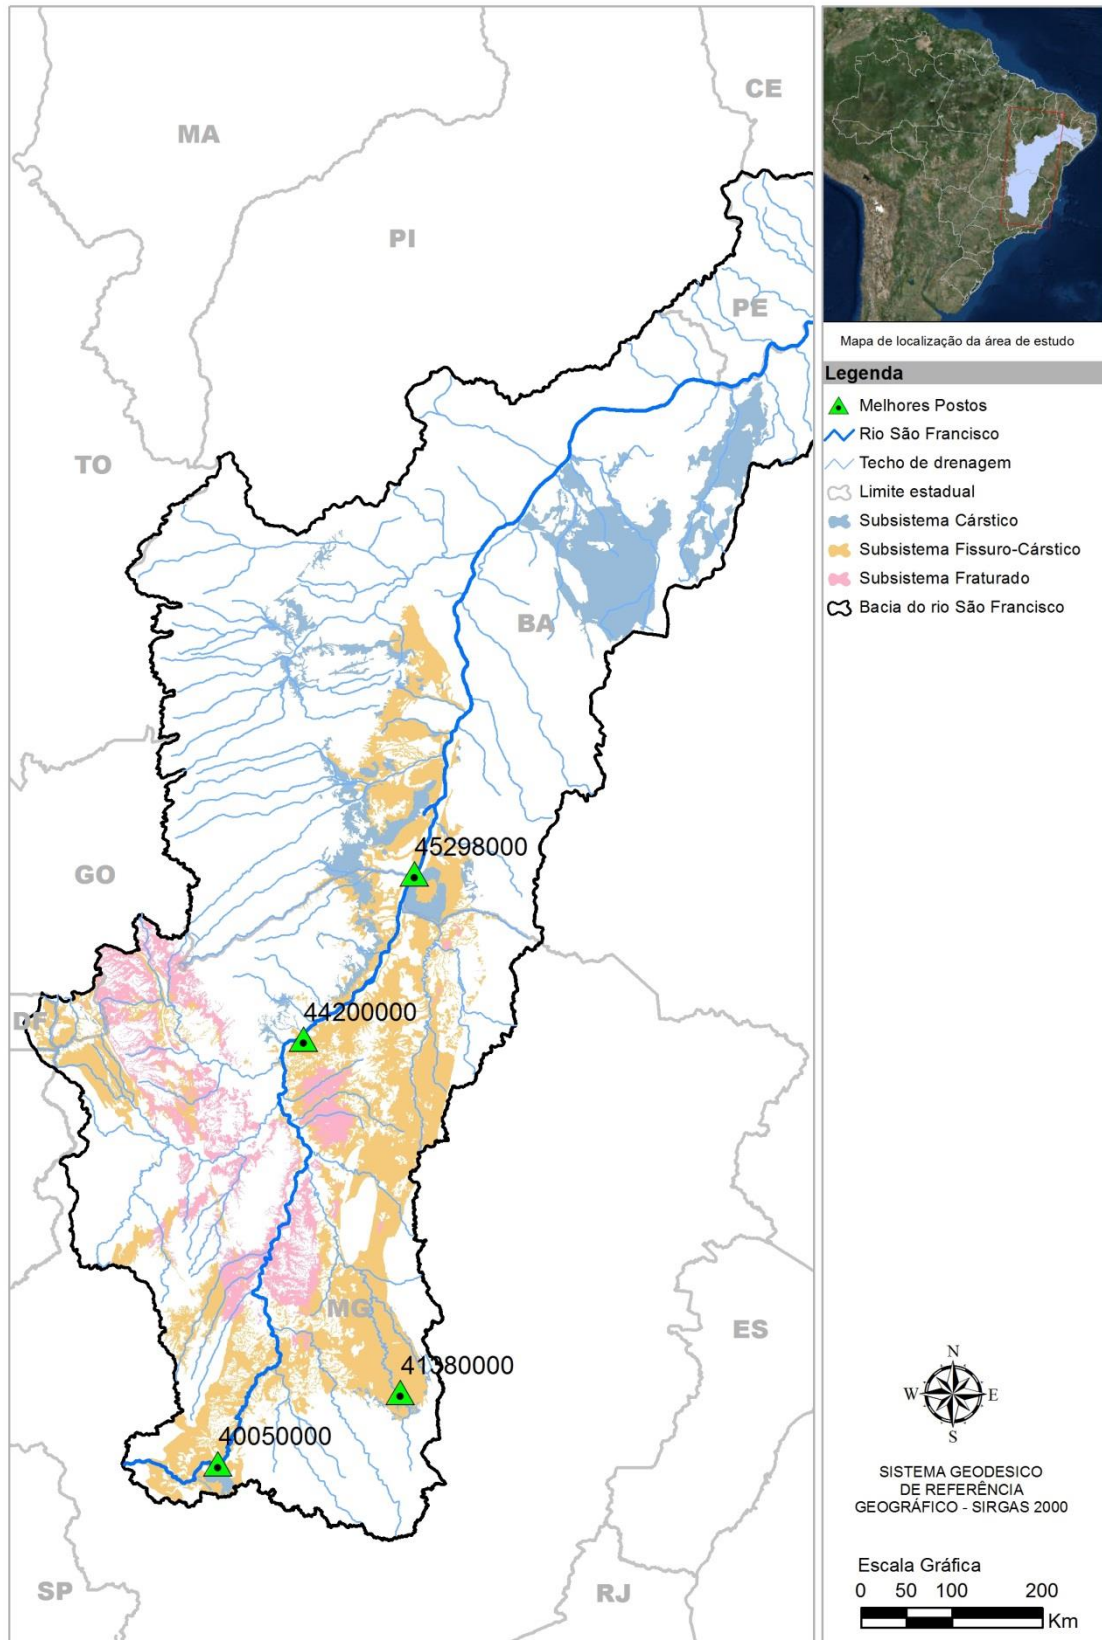 CE
MA
PI
PE
TO
BA
45298000
GO
44200000
DF
MG
ES
41380000
40050000
SP
RJ
Mapa de localização da área de estudo
Legenda
Melhores Postos
Rio São Francisco
Techo de drenagem
Limite estadual
Subsistema Cárstico
Subsistema Fissuro-Cárstico
Subsistema Fraturado
Bacia do rio São Francisco
N
W E
S
SISTEMA GEODESICO
DE REFERÊNCIA
GEOGRÁFICO - SIRGAS 2000
Escala Gráfica
0 50 100 200
Km